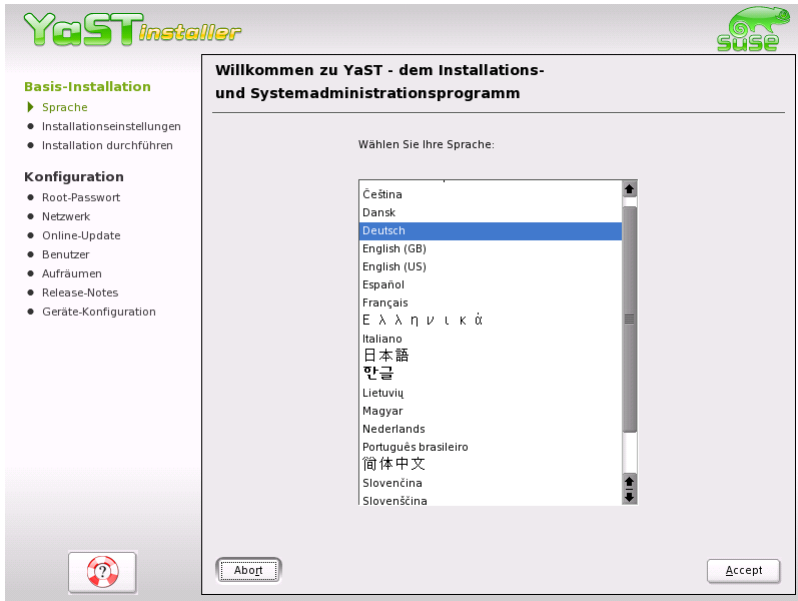 YaST installer
SUSE
Basis-Installation
Sprache
Installationseinstellungen
Installation durchführen
Konfiguration
Root-Passwort
Netzwerk
Online-Update
Benutzer
Aufräumen
Release-Notes
Geräte-Konfiguration
Willkommen zu YaST - dem Installations-
und Systemadministrationsprogramm
Wählen Sie Ihre Sprache:
Čeština
Dansk
Deutsch
English (GB)
English (US)
Español
Français
Ελληνικά
Italiano
日本語
한글
Lietuvių
Magyar
Nederlands
Português brasileiro
简体中文
Slovenčina
Slovenščina
?
Abort
Accept